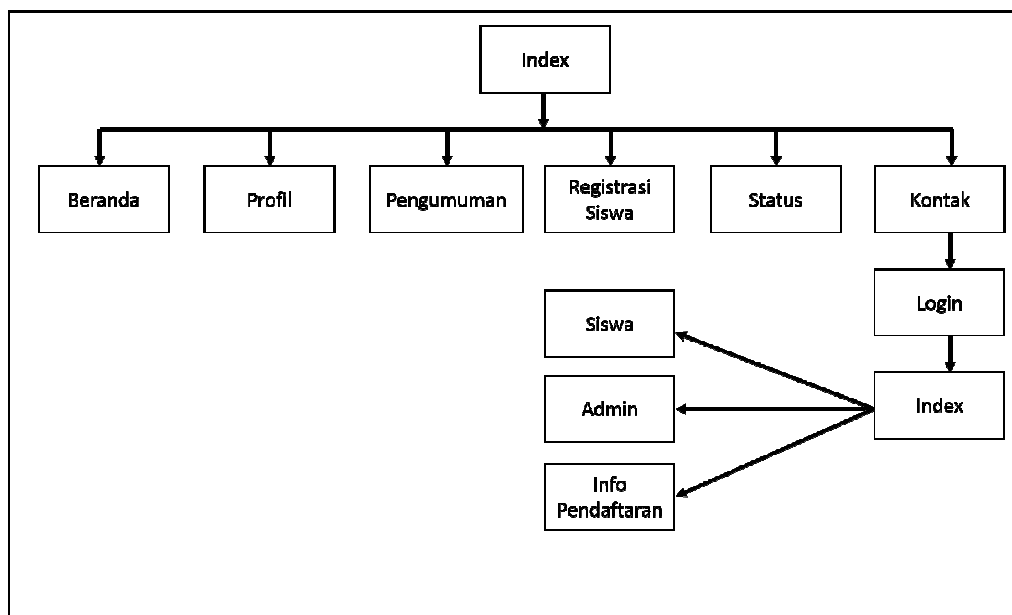 Index
Beranda
Profil
Pengumuman
Registrasi
Siswa
Status
Kontak
Login
Siswa
Index
Admin
Info
Pendaftaran